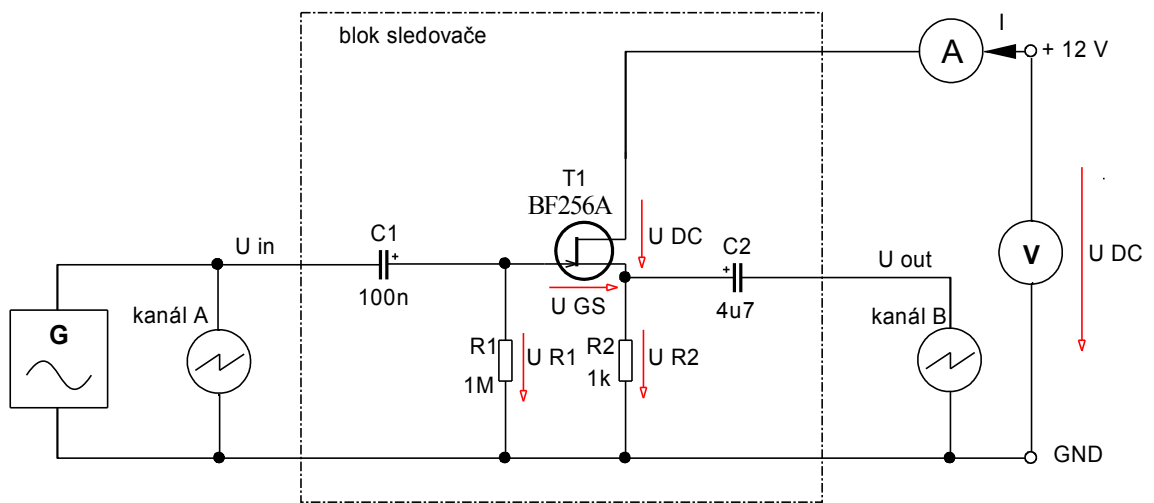 blok sledovače
I
A
+ 12 V
T1
BF256A
U in
C1
100n
U DC
C2
4u7
U out
V
U DC
U GS
G
kanál A
kanál B
R1
1M
U R1
R2
1k
U R2
GND